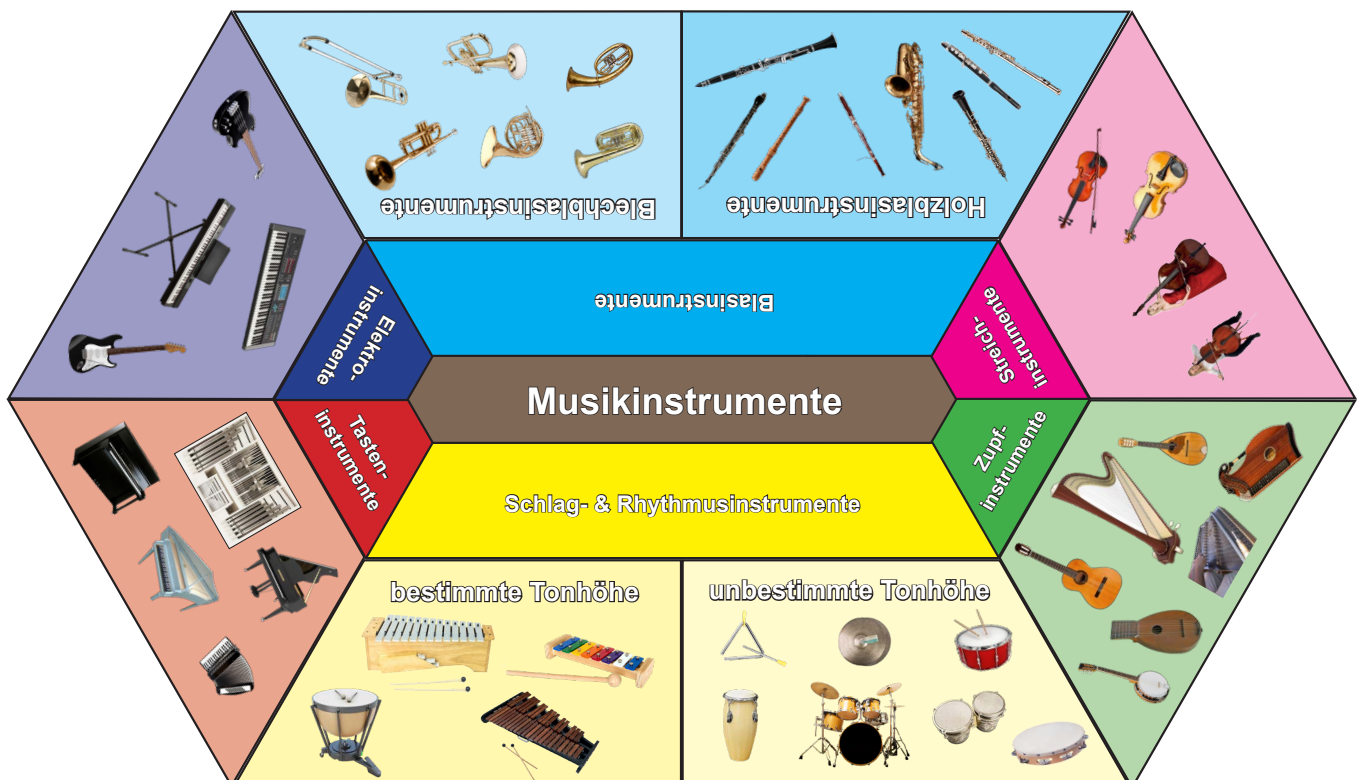 Blechblasinstrumente
Holzblasinstrumente
Blasinstrumente
Elektro-
instrumente
Streich-
instrumente
Musikinstrumente
Tasten-
instrumente
Zupf-
instrumente
Schlag- & Rhythmusinstrumente
bestimmte Tonhöhe
unbestimmte Tonhöhe